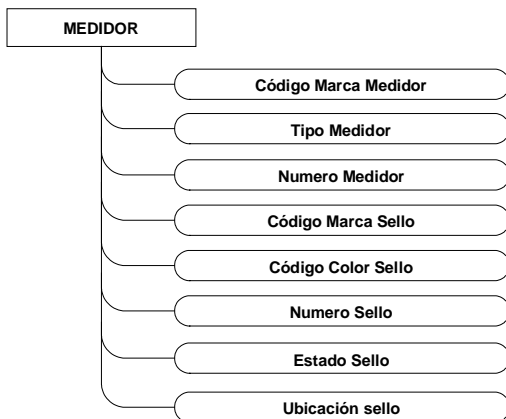 MEDIDOR
Código Marca Medidor
Tipo Medidor
Numero Medidor
Código Marca Sello
Código Color Sello
Numero Sello
Estado Sello
Ubicación sello